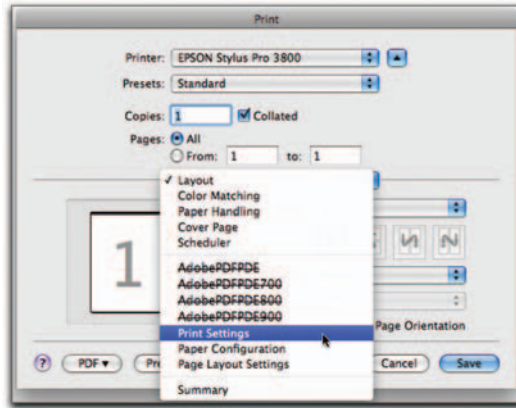 Print
Printer: EPSON Stylus Pro 3800
Presets: Standard
Copies: 1 Collated
Pages: All
From: 1 to: 1
✓ Layout
Color Matching
Paper Handling
Cover Page
Scheduler
AdobePDFPDE
AdobePDFPDE700
AdobePDFPDE800
AdobePDFPDE900
Print Settings
Paper Configuration
Page Layout Settings
Summary
1
Page Orientation
? PDF▼ Pre Cancel Save